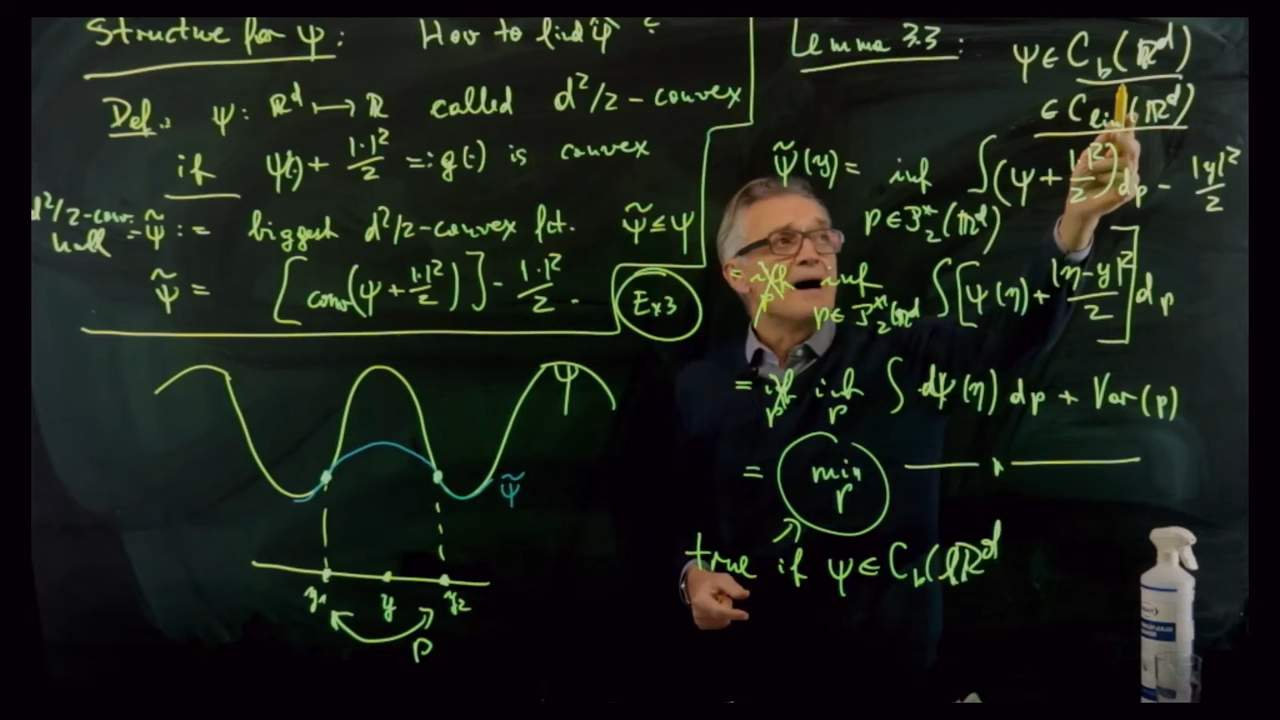 Structure for ψ: How to find ψ̂ ?
Def.: ψ: ℝ^d ↦ ℝ called d²/2 - convex
if ψ(·) + |·|²/2 =: g(·) is convex
d²/2-conv. hull = ψ̃ := biggest d²/2-convex fct. ψ̃ ≤ ψ
ψ̃ = [conv(ψ + |·|²/2)] - |·|²/2 .
Ex3
ψ
ψ̃
y₁ y y₂
p
Lemma 3.3: ψ ∈ C_b(ℝ^d)
∈ C_lin(ℝ^d)
ψ̃(y) = inf ∫(ψ + |·|²/2) dp - |y|²/2
p∈P₂^y(ℝ^d)
= inf ∫[ψ(η) + |η-y|²/2] dp
= inf ∫ dψ(η) dp + Var(p)
p
= min — " —
p
true if ψ ∈ C_b(ℝ^d